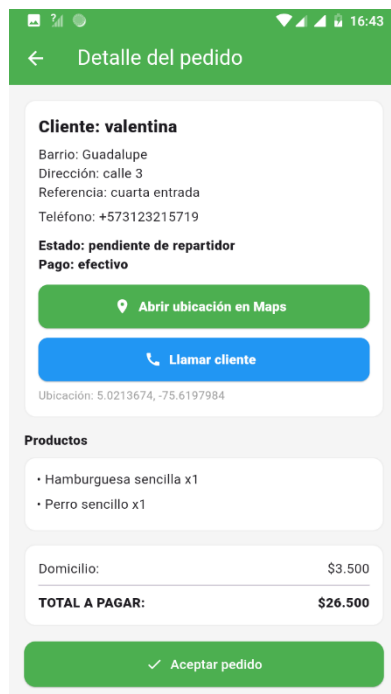 16:43
Detalle del pedido
Cliente: valentina
Barrio: Guadalupe
Dirección: calle 3
Referencia: cuarta entrada
Teléfono: +573123215719
Estado: pendiente de repartidor
Pago: efectivo
Abrir ubicación en Maps
Llamar cliente
Ubicación: 5.0213674, -75.6197984
Productos
• Hamburguesa sencilla x1
• Perro sencillo x1
Domicilio: $3.500
TOTAL A PAGAR: $26.500
Aceptar pedido